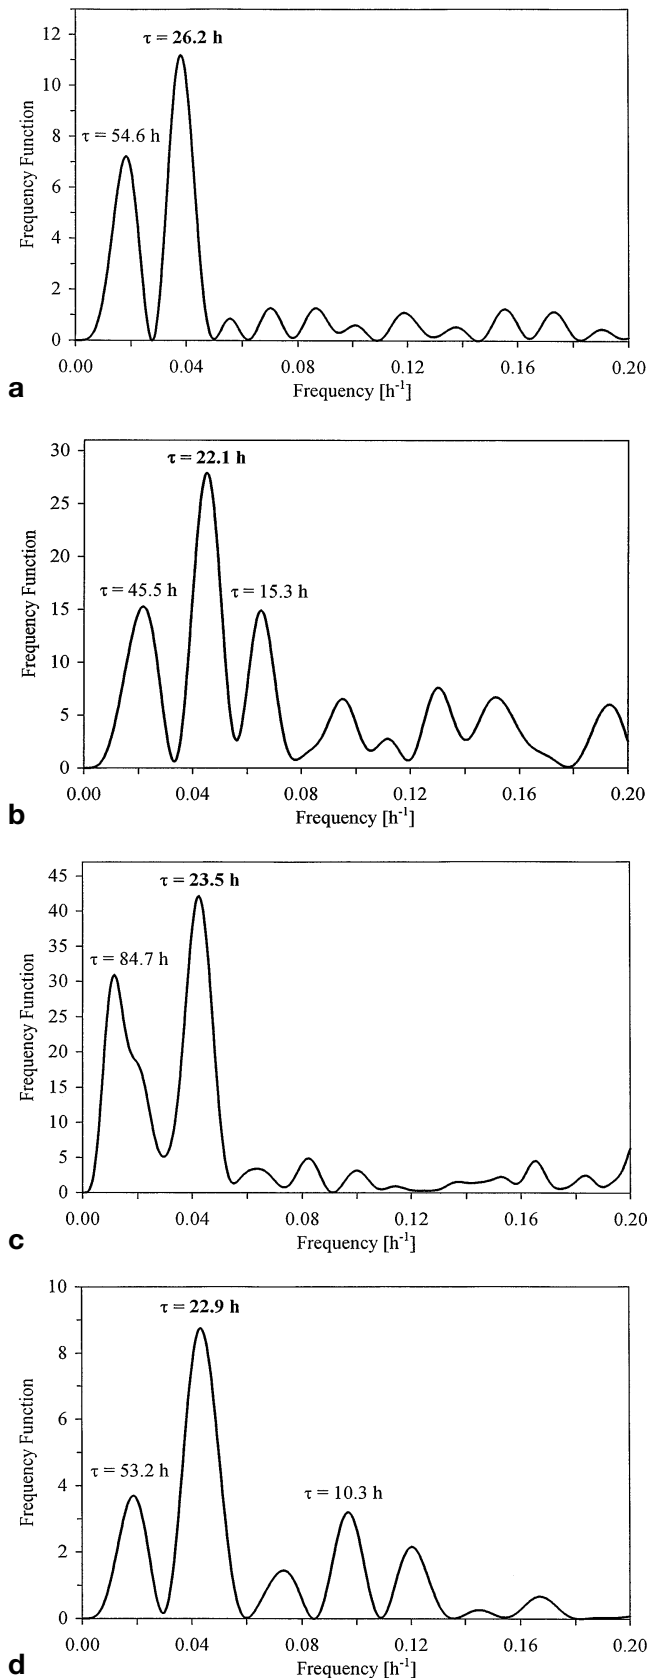 τ = 26.2 h
τ = 54.6 h
Frequency Function
12
10
8
6
4
2
0
0.00 0.04 0.08 0.12 0.16 0.20
Frequency [h⁻¹]
a
τ = 22.1 h
τ = 45.5 h
τ = 15.3 h
Frequency Function
30
25
20
15
10
5
0
0.00 0.04 0.08 0.12 0.16 0.20
Frequency [h⁻¹]
b
τ = 23.5 h
τ = 84.7 h
Frequency Function
45
40
35
30
25
20
15
10
5
0
0.00 0.04 0.08 0.12 0.16 0.20
Frequency [h⁻¹]
c
τ = 22.9 h
τ = 53.2 h
τ = 10.3 h
Frequency Function
10
8
6
4
2
0
0.00 0.04 0.08 0.12 0.16 0.20
Frequency [h⁻¹]
d